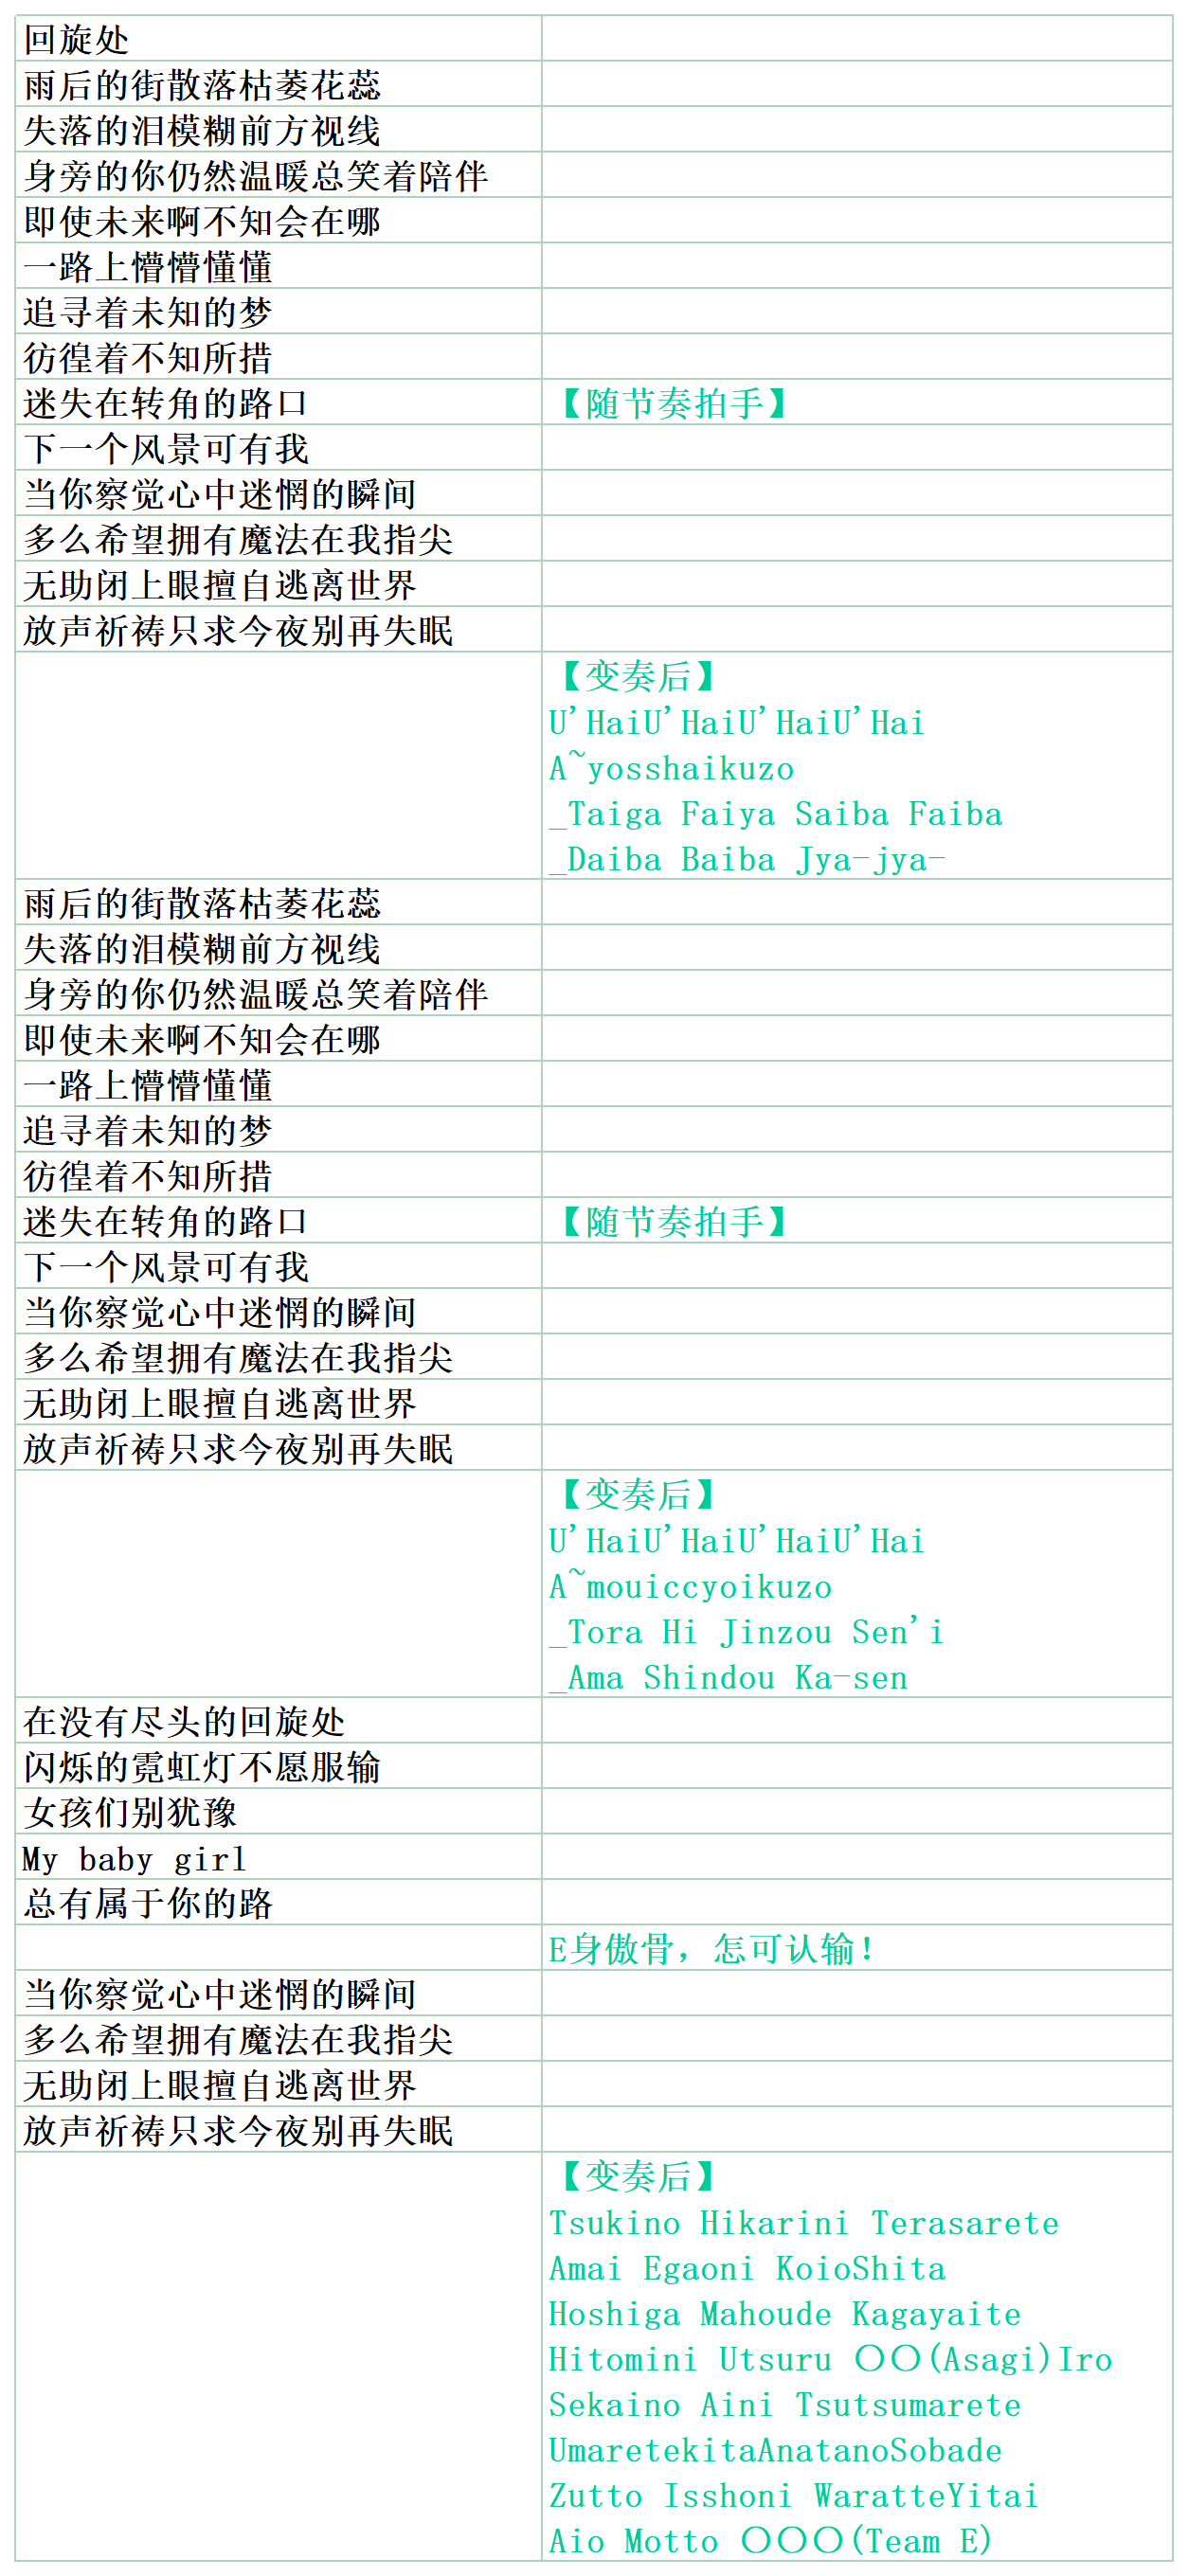 回旋处
雨后的街散落枯萎花蕊
失落的泪模糊前方视线
身旁的你仍然温暖总笑着陪伴
即使未来啊不知会在哪
一路上懵懵懂懂
追寻着未知的梦
彷徨着不知所措
迷失在转角的路口 【随节奏拍手】
下一个风景可有我
当你察觉心中迷惘的瞬间
多么希望拥有魔法在我指尖
无助闭上眼擅自逃离世界
放声祈祷只求今夜别再失眠
【变奏后】
U'HaiU'HaiU'HaiU'Hai
A~yosshaikuzo
_Taiga Faiya Saiba Faiba
_Daiba Baiba Jya-jya-
雨后的街散落枯萎花蕊
失落的泪模糊前方视线
身旁的你仍然温暖总笑着陪伴
即使未来啊不知会在哪
一路上懵懵懂懂
追寻着未知的梦
彷徨着不知所措
迷失在转角的路口 【随节奏拍手】
下一个风景可有我
当你察觉心中迷惘的瞬间
多么希望拥有魔法在我指尖
无助闭上眼擅自逃离世界
放声祈祷只求今夜别再失眠
【变奏后】
U'HaiU'HaiU'HaiU'Hai
A~mouiccyoikuzo
_Tora Hi Jinzou Sen'i
_Ama Shindou Ka-sen
在没有尽头的回旋处
闪烁的霓虹灯不愿服输
女孩们别犹豫
My baby girl
总有属于你的路
E身傲骨，怎可认输！
当你察觉心中迷惘的瞬间
多么希望拥有魔法在我指尖
无助闭上眼擅自逃离世界
放声祈祷只求今夜别再失眠
【变奏后】
Tsukino Hikarini Terasarete
Amai Egaoni KoioShita
Hoshiga Mahoude Kagayaite
Hitomini Utsuru 〇〇(Asagi)Iro
Sekaino Aini Tsutsumarete
UmaretekitaAnatanoSobade
Zutto Isshoni WaratteYitai
Aio Motto 〇〇〇(Team E)